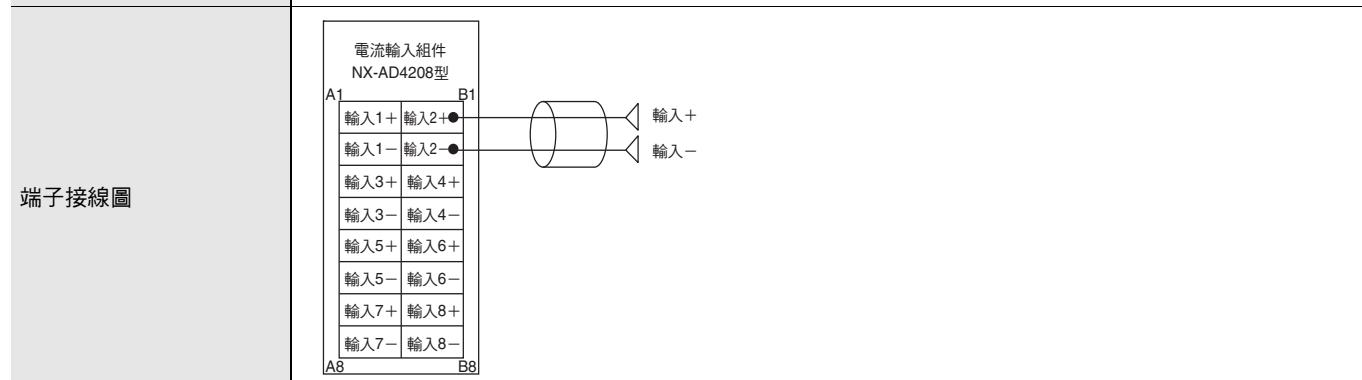 端子接線圖
電流輸入組件
NX-AD4208型
A1 B1
輸入1+ 輸入2+ 輸入+
輸入1− 輸入2− 輸入−
輸入3+ 輸入4+
輸入3− 輸入4−
輸入5+ 輸入6+
輸入5− 輸入6−
輸入7+ 輸入8+
輸入7− 輸入8−
A8 B8